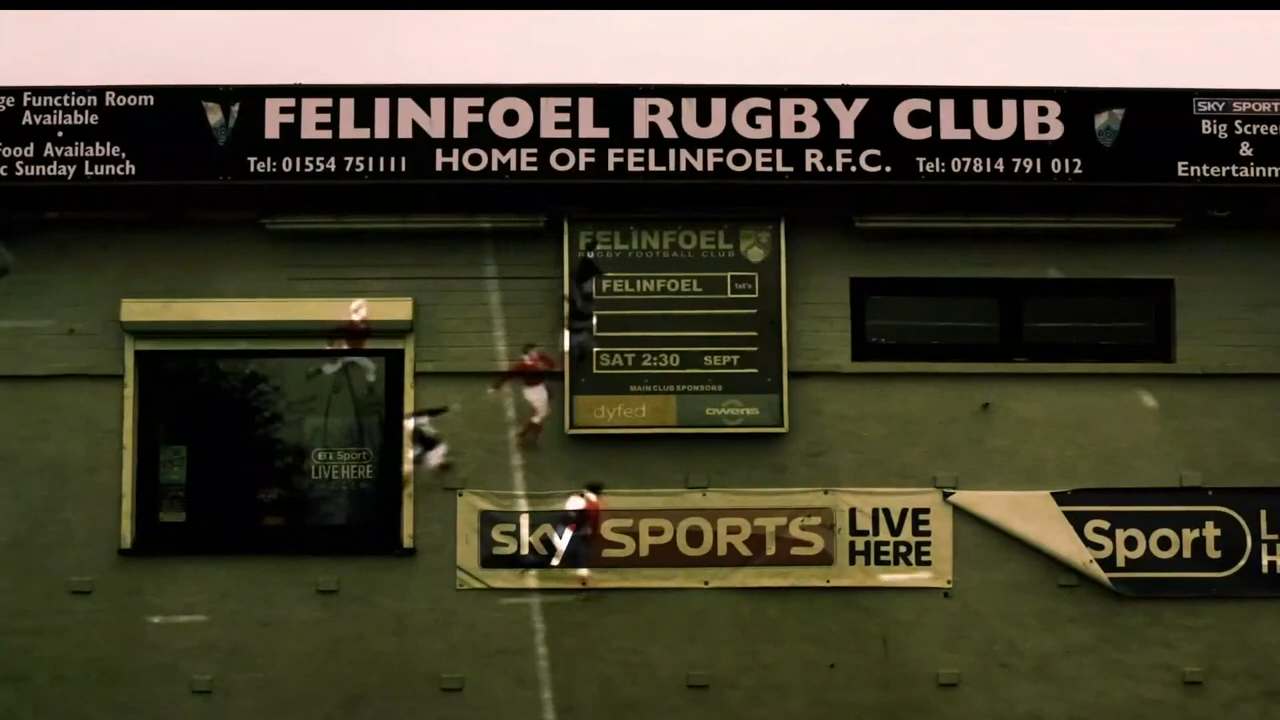 ge Function Room
Available
•
Food Available,
c Sunday Lunch
FELINFOEL RUGBY CLUB
Tel: 01554 751111 HOME OF FELINFOEL R.F.C. Tel: 07814 791 012
SKY SPORT
Big Scree
&
Entertainm
FELINFOEL
RUGBY FOOTBALL CLUB
FELINFOEL 1st's
SAT 2:30 SEPT
MAIN CLUB SPONSORS
dyfed owens
BT Sport
LIVE HERE
sky SPORTS LIVE
HERE
Sport L
H